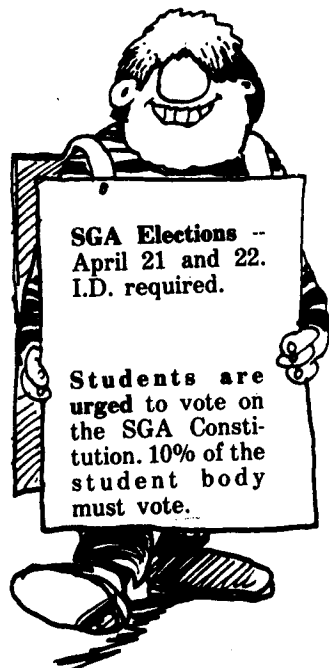 SGA Elections --
April 21 and 22.
I.D. required.
Students are
urged to vote on
the SGA Consti-
tution. 10% of the
student body
must vote.